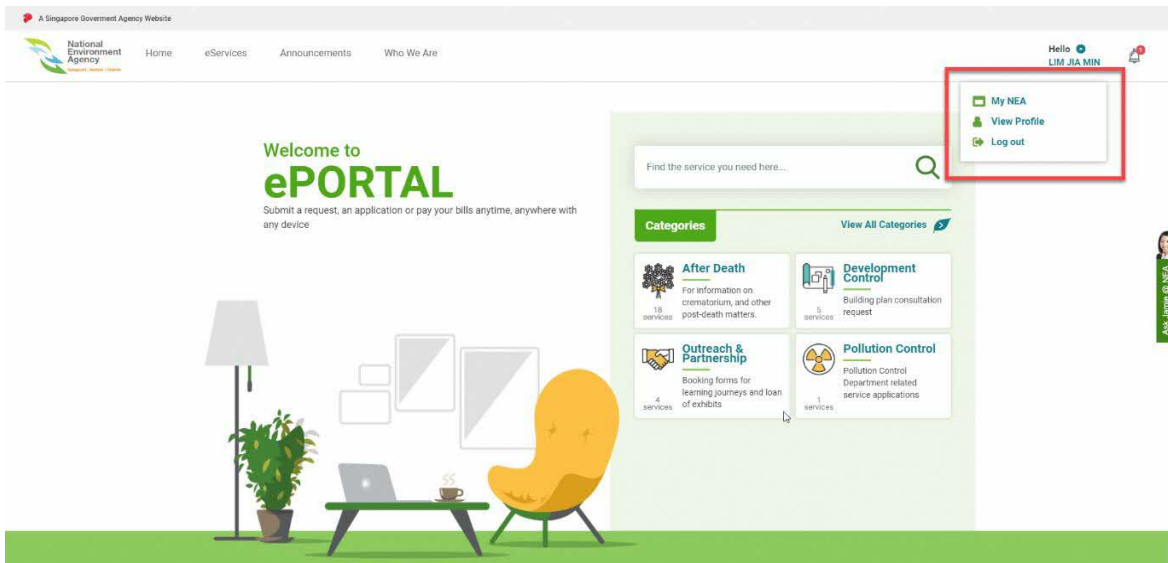 A Singapore Goverment Agency Website
National
Environment
Agency
Safeguard · Nurture · Cherish
Home eServices Announcements Who We Are
Hello
LIM JIA MIN
1
My NEA
View Profile
Log out
Welcome to
ePORTAL
Submit a request, an application or pay your bills anytime, anywhere with
any device
Find the service you need here...
Categories
View All Categories
After Death
For information on
crematorium, and other
post-death matters.
18
services
Development
Control
Building plan consultation
request
5
services
Outreach &
Partnership
Booking forms for
learning journeys and loan
of exhibits
4
services
Pollution Control
Pollution Control
Department related
service applications
1
services
Ask Jamie @ NEA